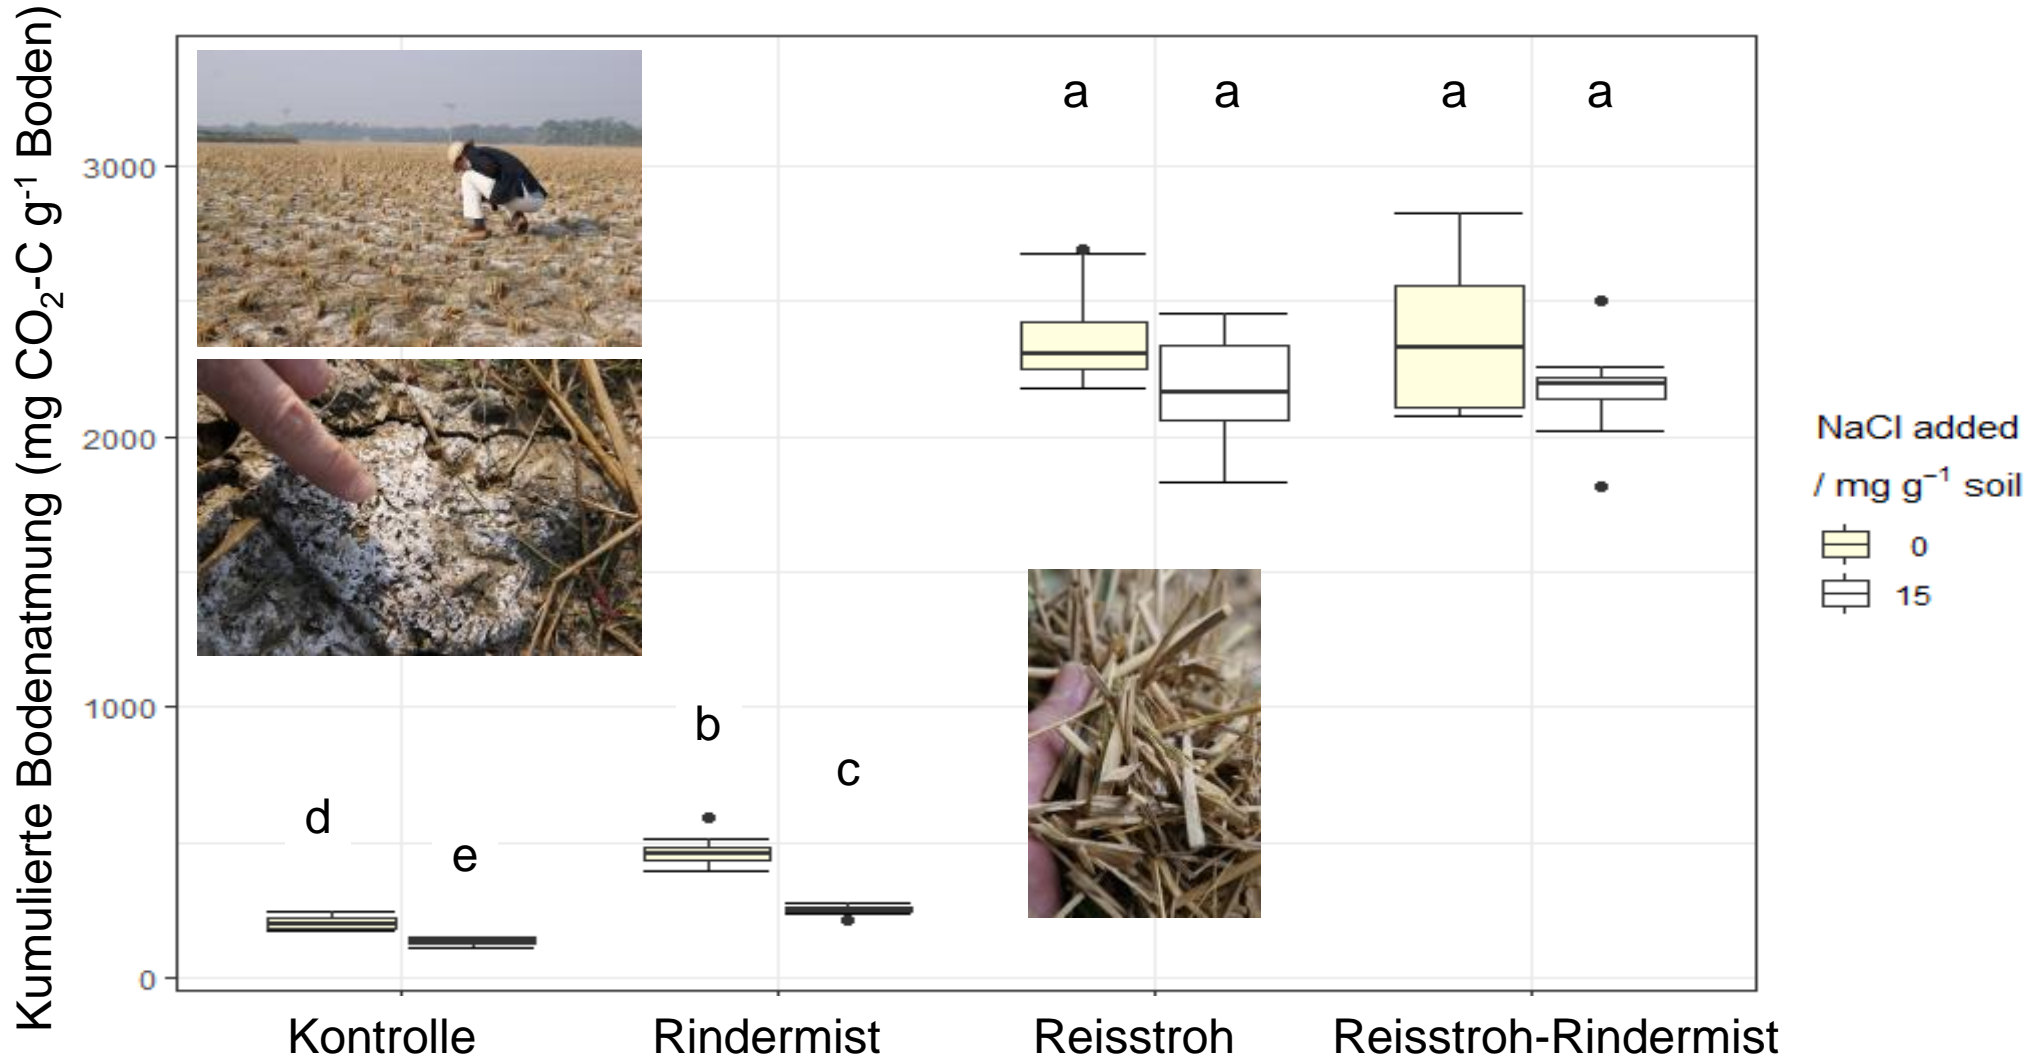 Kumulierte Bodenatmung (mg CO₂-C g⁻¹ Boden)
a a a a
3000
2000
1000
0
b
c
d
e
Kontrolle Rindermist Reisstroh Reisstroh-Rindermist
NaCl added
/ mg g⁻¹ soil
0
15